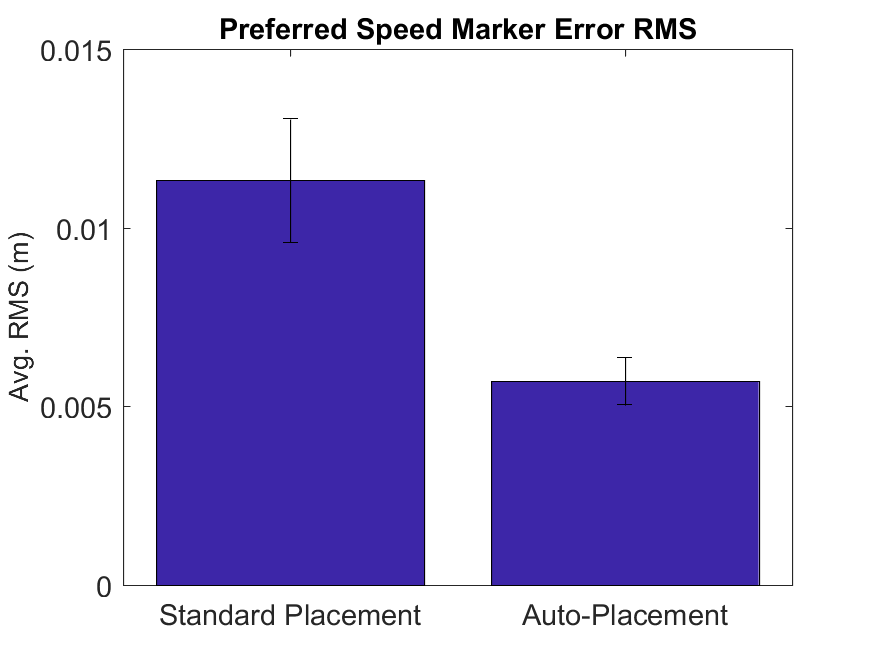 Preferred Speed Marker Error RMS
0.015
0.01
0.005
0
Avg. RMS (m)
Standard Placement
Auto-Placement